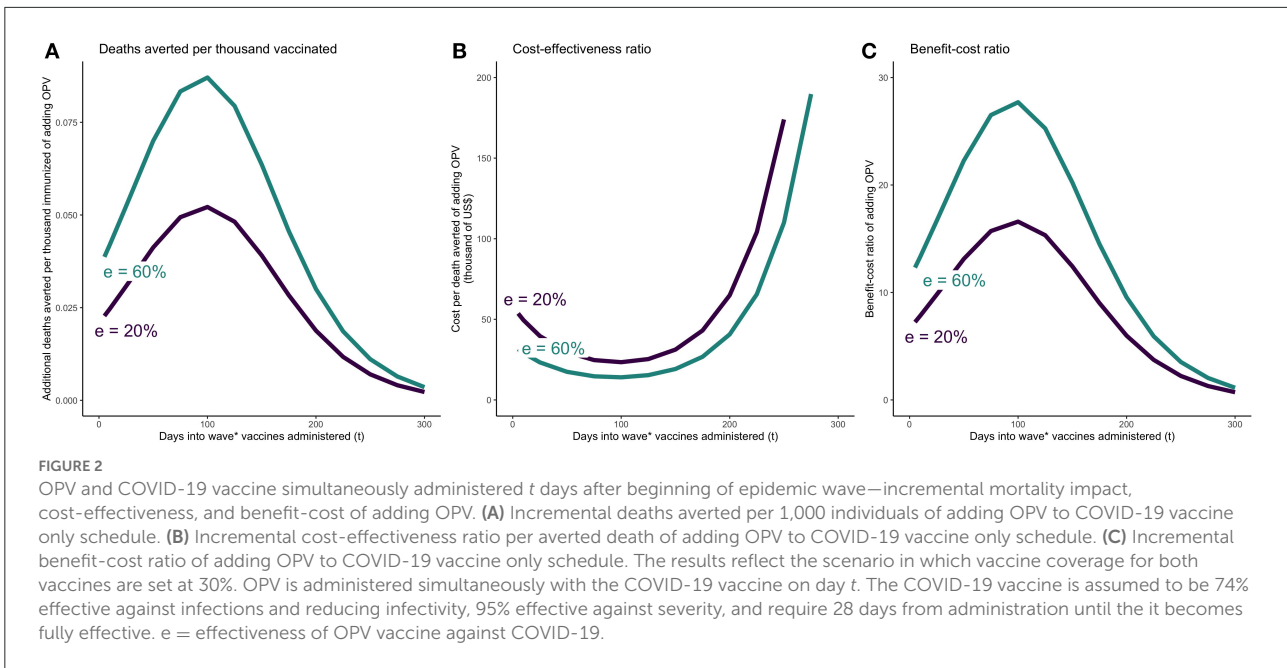 A Deaths averted per thousand vaccinated
Additional deaths averted per thousand immunized of adding OPV
0.075
0.050
0.025
0.000
e = 60%
e = 20%
0 100 200 300
Days into wave* vaccines administered (t)
B Cost-effectiveness ratio
Cost per death averted of adding OPV
(thousand of US$)
200
150
100
50
0
e = 20%
e = 60%
0 100 200 300
Days into wave* vaccines administered (t)
C Benefit-cost ratio
Benefit-cost ratio of adding OPV
30
20
10
0
e = 60%
e = 20%
0 100 200 300
Days into wave* vaccines administered (t)
FIGURE 2
OPV and COVID-19 vaccine simultaneously administered t days after beginning of epidemic wave—incremental mortality impact,
cost-effectiveness, and benefit-cost of adding OPV. (A) Incremental deaths averted per 1,000 individuals of adding OPV to COVID-19 vaccine
only schedule. (B) Incremental cost-effectiveness ratio per averted death of adding OPV to COVID-19 vaccine only schedule. (C) Incremental
benefit-cost ratio of adding OPV to COVID-19 vaccine only schedule. The results reflect the scenario in which vaccine coverage for both
vaccines are set at 30%. OPV is administered simultaneously with the COVID-19 vaccine on day t. The COVID-19 vaccine is assumed to be 74%
effective against infections and reducing infectivity, 95% effective against severity, and require 28 days from administration until the it becomes
fully effective. e = effectiveness of OPV vaccine against COVID-19.